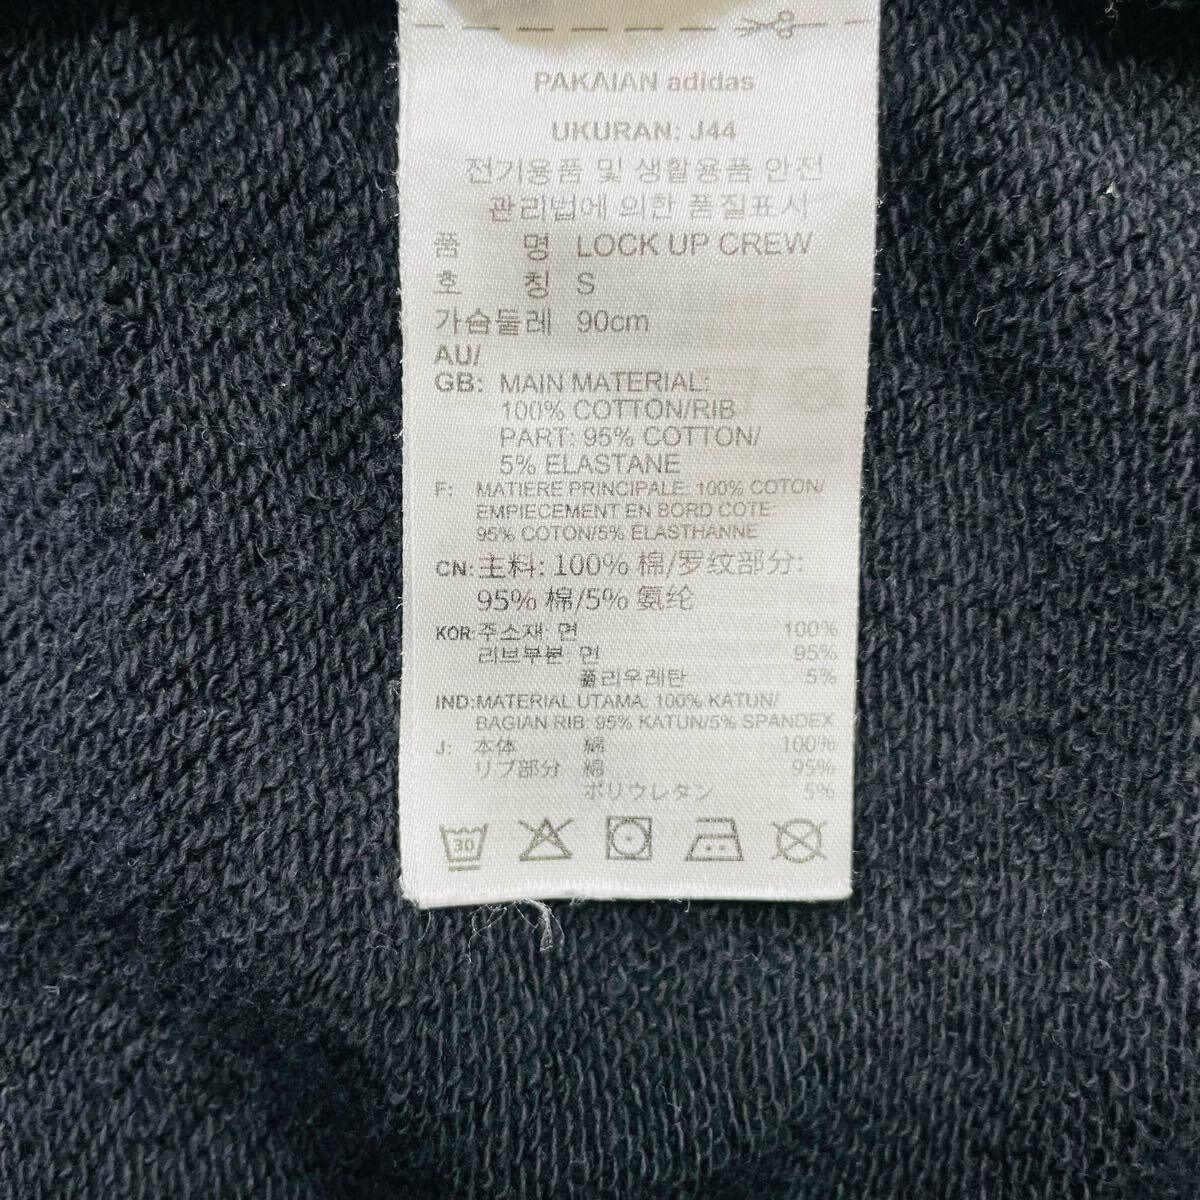 PAKAIAN adidas
UKURAN: J44
전기용품 및 생활용품 안전
관리법에 의한 품질표시
품 명 LOCK UP CREW
호 칭 S
가슴둘레 90cm
AU/
GB: MAIN MATERIAL:
100% COTTON/RIB
PART: 95% COTTON/
5% ELASTANE
F: MATIERE PRINCIPALE: 100% COTON/
EMPIECEMENT EN BORD COTE:
95% COTON/5% ELASTHANNE
CN: 主料: 100% 棉/罗纹部分:
95% 棉/5% 氨纶
KOR: 주소재: 면 100%
리브부분: 면 95%
폴리우레탄 5%
IND: MATERIAL UTAMA: 100% KATUN/
BAGIAN RIB: 95% KATUN/5% SPANDEX
J: 本体 綿 100%
リブ部分 綿 95%
ポリウレタン 5%
30